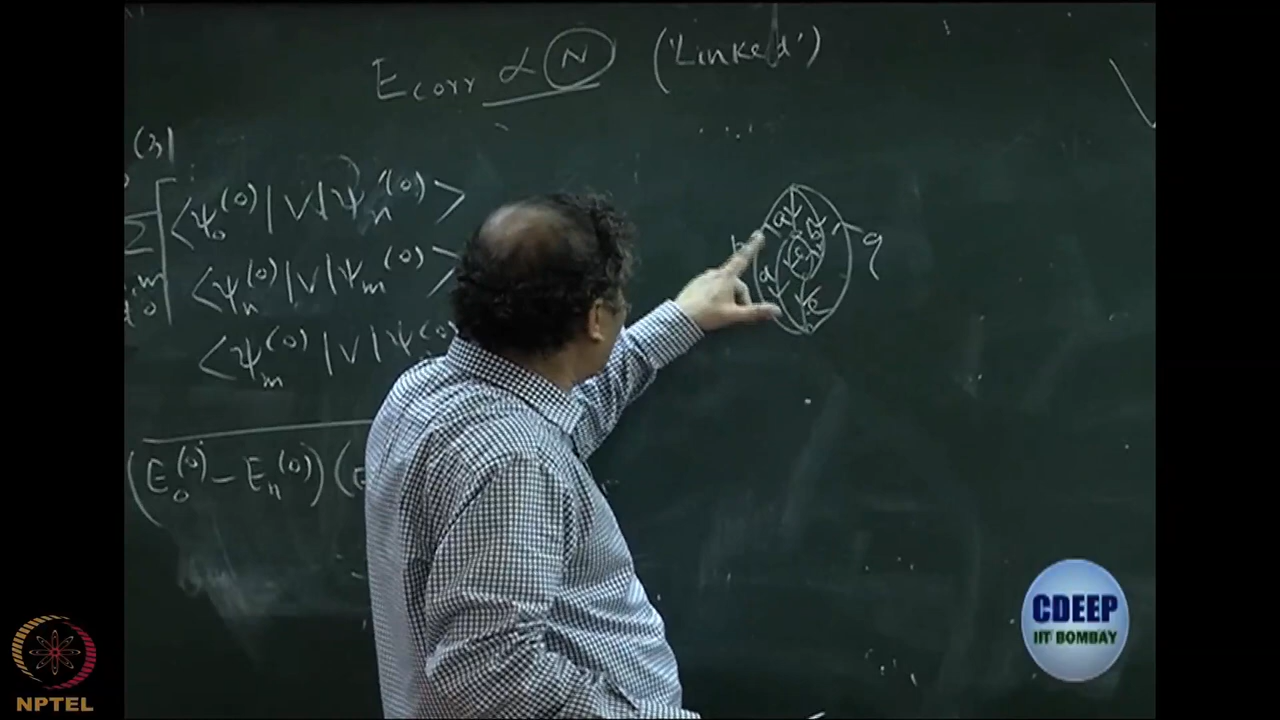 E_corr ∝ N ('Linked')
(3)
Σ [<ψ_0^(0) | V | ψ_n^(0)>
<ψ_n^(0) | V | ψ_m^(0)>
<ψ_m^(0) | V | ψ^(0)
(E_0^(0) - E_n^(0)) (E
a b q
c
a c
CDEEP
IIT BOMBAY
NPTEL